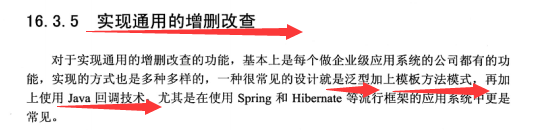 16.3.5 实现通用的增删改查
对于实现通用的增删改查的功能，基本上是每个做企业级应用系统的公司都有的功
能，实现的方式也是多种多样的，一种很常见的设计就是泛型加上模板方法模式，再加
上使用 Java 回调技术，尤其是在使用 Spring 和 Hibernate 等流行框架的应用系统中更是
常见。